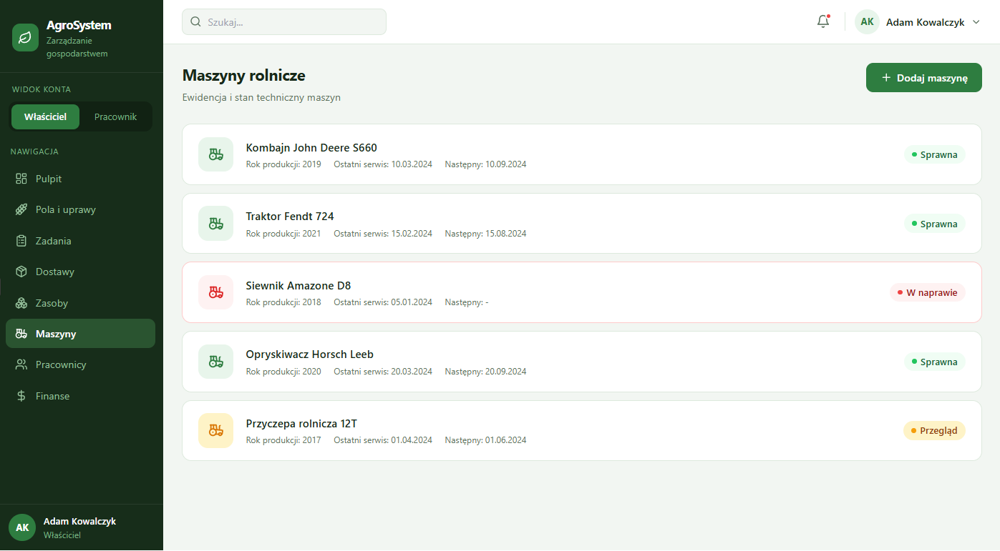 AgroSystem
Zarządzanie
gospodarstwem
WIDOK KONTA
Właściciel
Pracownik
NAWIGACJA
Pulpit
Pola i uprawy
Zadania
Dostawy
Zasoby
Maszyny
Pracownicy
Finanse
AK
Adam Kowalczyk
Właściciel
Szukaj...
AK
Adam Kowalczyk
Maszyny rolnicze
Ewidencja i stan techniczny maszyn
Dodaj maszynę
Kombajn John Deere S660
Rok produkcji: 2019 Ostatni serwis: 10.03.2024 Następny: 10.09.2024
Sprawna
Traktor Fendt 724
Rok produkcji: 2021 Ostatni serwis: 15.02.2024 Następny: 15.08.2024
Sprawna
Siewnik Amazone D8
Rok produkcji: 2018 Ostatni serwis: 05.01.2024 Następny: -
W naprawie
Opryskiwacz Horsch Leeb
Rok produkcji: 2020 Ostatni serwis: 20.03.2024 Następny: 20.09.2024
Sprawna
Przyczepa rolnicza 12T
Rok produkcji: 2017 Ostatni serwis: 01.04.2024 Następny: 01.06.2024
Przegląd